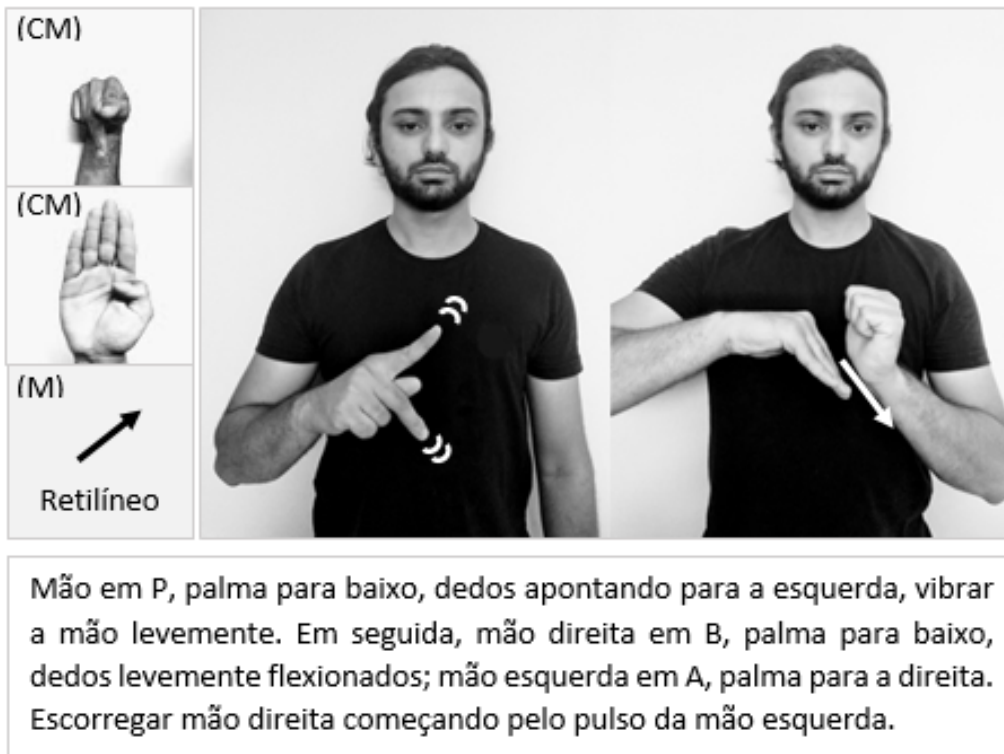 (CM)
(CM)
(M)
Retilíneo
Mão em P, palma para baixo, dedos apontando para a esquerda, vibrar
a mão levemente. Em seguida, mão direita em B, palma para baixo,
dedos levemente flexionados; mão esquerda em A, palma para a direita.
Escorregar mão direita começando pelo pulso da mão esquerda.